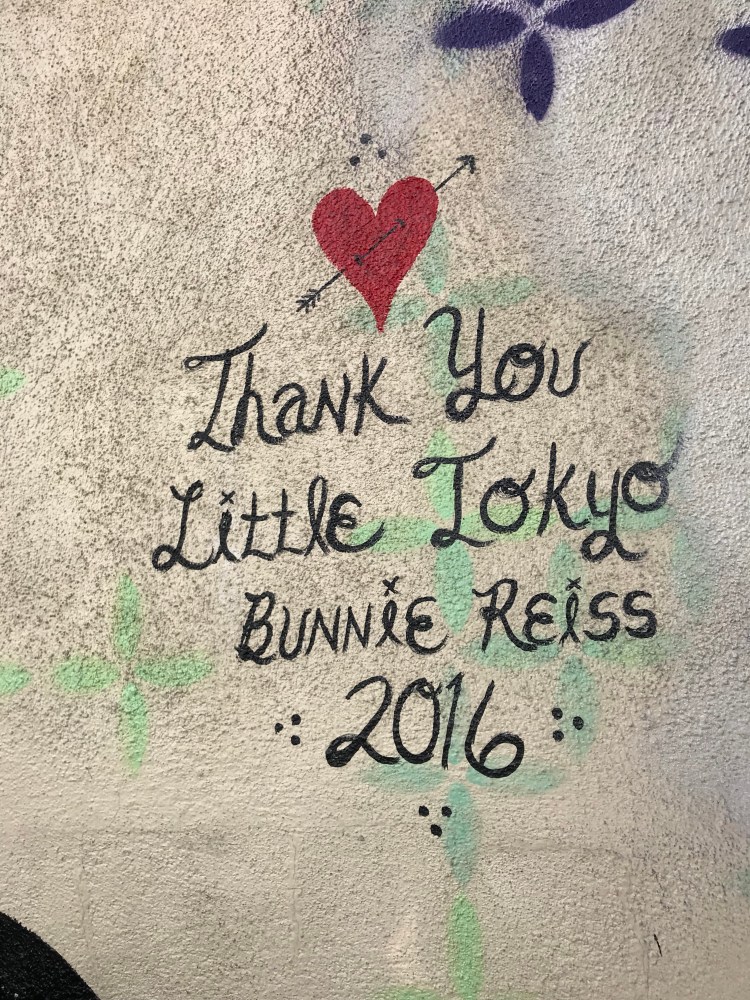 Thank You
Little Tokyo
Bunnie Reiss
2016